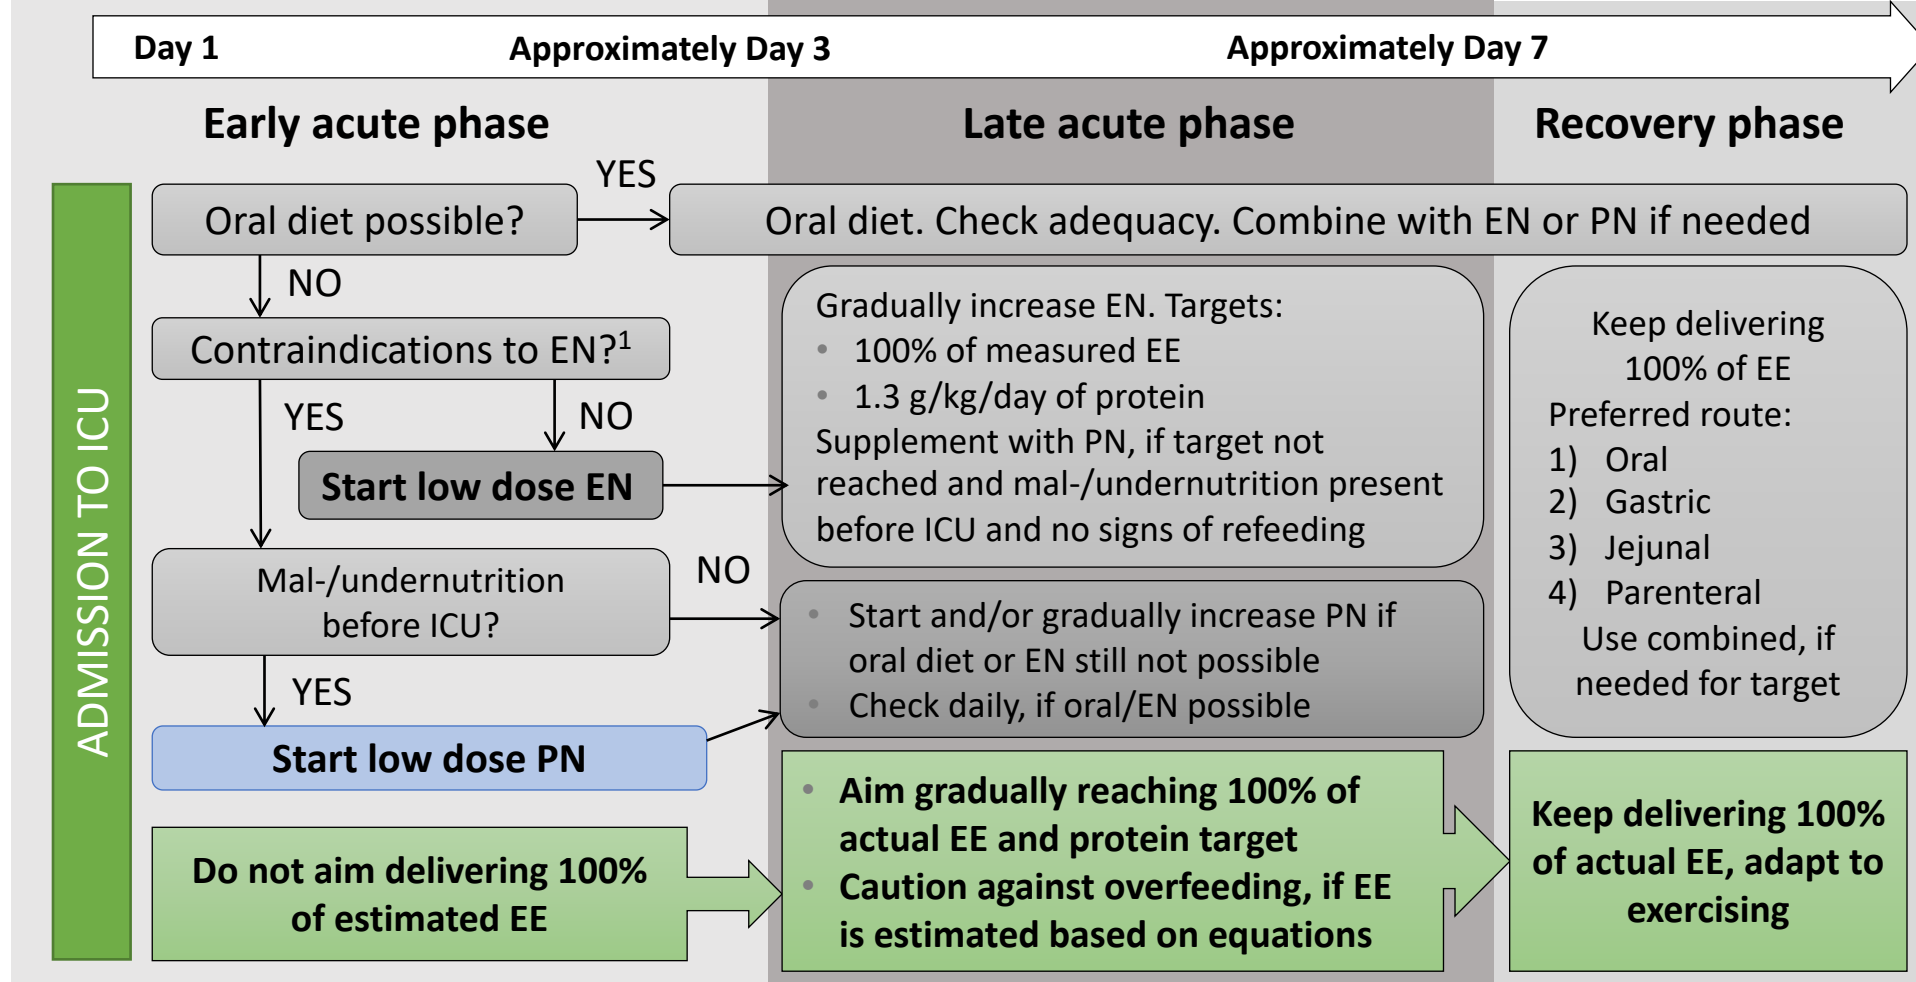 Day 1
Approximately Day 3
Approximately Day 7
Early acute phase
Late acute phase
Recovery phase
ADMISSION TO ICU
Oral diet possible?
YES
Oral diet. Check adequacy. Combine with EN or PN if needed
NO
Contraindications to EN?¹
YES
NO
Start low dose EN
Mal-/undernutrition
before ICU?
NO
YES
Start low dose PN
Do not aim delivering 100%
of estimated EE
Gradually increase EN. Targets:
• 100% of measured EE
• 1.3 g/kg/day of protein
Supplement with PN, if target not
reached and mal-/undernutrition present
before ICU and no signs of refeeding
• Start and/or gradually increase PN if
oral diet or EN still not possible
• Check daily, if oral/EN possible
• Aim gradually reaching 100% of
actual EE and protein target
• Caution against overfeeding, if EE
is estimated based on equations
Keep delivering
100% of EE
Preferred route:
1) Oral
2) Gastric
3) Jejunal
4) Parenteral
Use combined, if
needed for target
Keep delivering 100%
of actual EE, adapt to
exercising